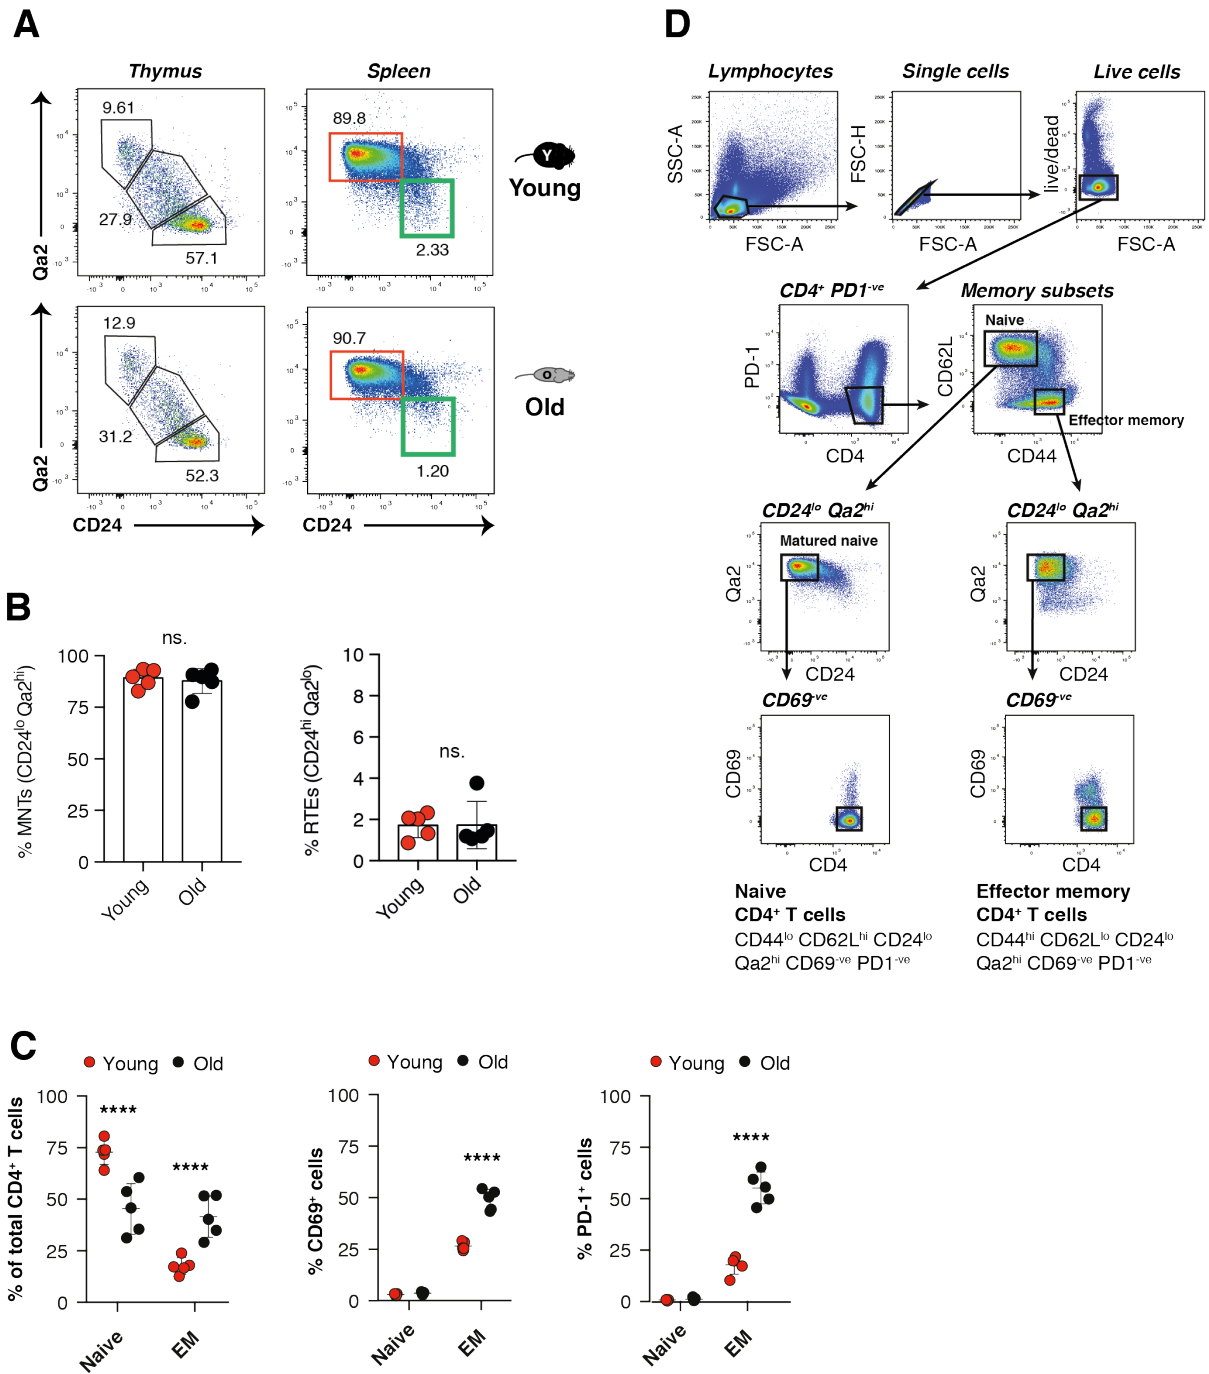 A
Thymus
Spleen
9.61
27.9
57.1
89.8
2.33
Y
Young
Qa2
12.9
31.2
52.3
90.7
1.20
O
Old
Qa2
CD24
CD24
B
ns.
% MNTs (CD24lo Qa2hi)
100
75
50
25
0
Young
Old
ns.
% RTEs (CD24hi Qa2lo)
10
8
6
4
2
0
Young
Old
C
Young
Old
% of total CD4+ T cells
100
75
50
25
0
****
****
Naive
EM
Young
Old
% CD69+ cells
100
75
50
25
0
****
Naive
EM
Young
Old
% PD-1+ cells
100
75
50
25
0
****
Naive
EM
D
Lymphocytes
Single cells
Live cells
SSC-A
FSC-A
FSC-H
FSC-A
live/dead
FSC-A
CD4+ PD1-ve
Memory subsets
PD-1
CD4
Naive
CD62L
Effector memory
CD44
CD24lo Qa2hi
CD24lo Qa2hi
Matured naive
Qa2
CD24
Qa2
CD24
CD69-ve
CD69-ve
CD69
CD4
CD69
CD4
Naive
CD4+ T cells
CD44lo CD62Lhi CD24lo
Qa2hi CD69-ve PD1-ve
Effector memory
CD4+ T cells
CD44hi CD62Llo CD24lo
Qa2hi CD69-ve PD1-ve